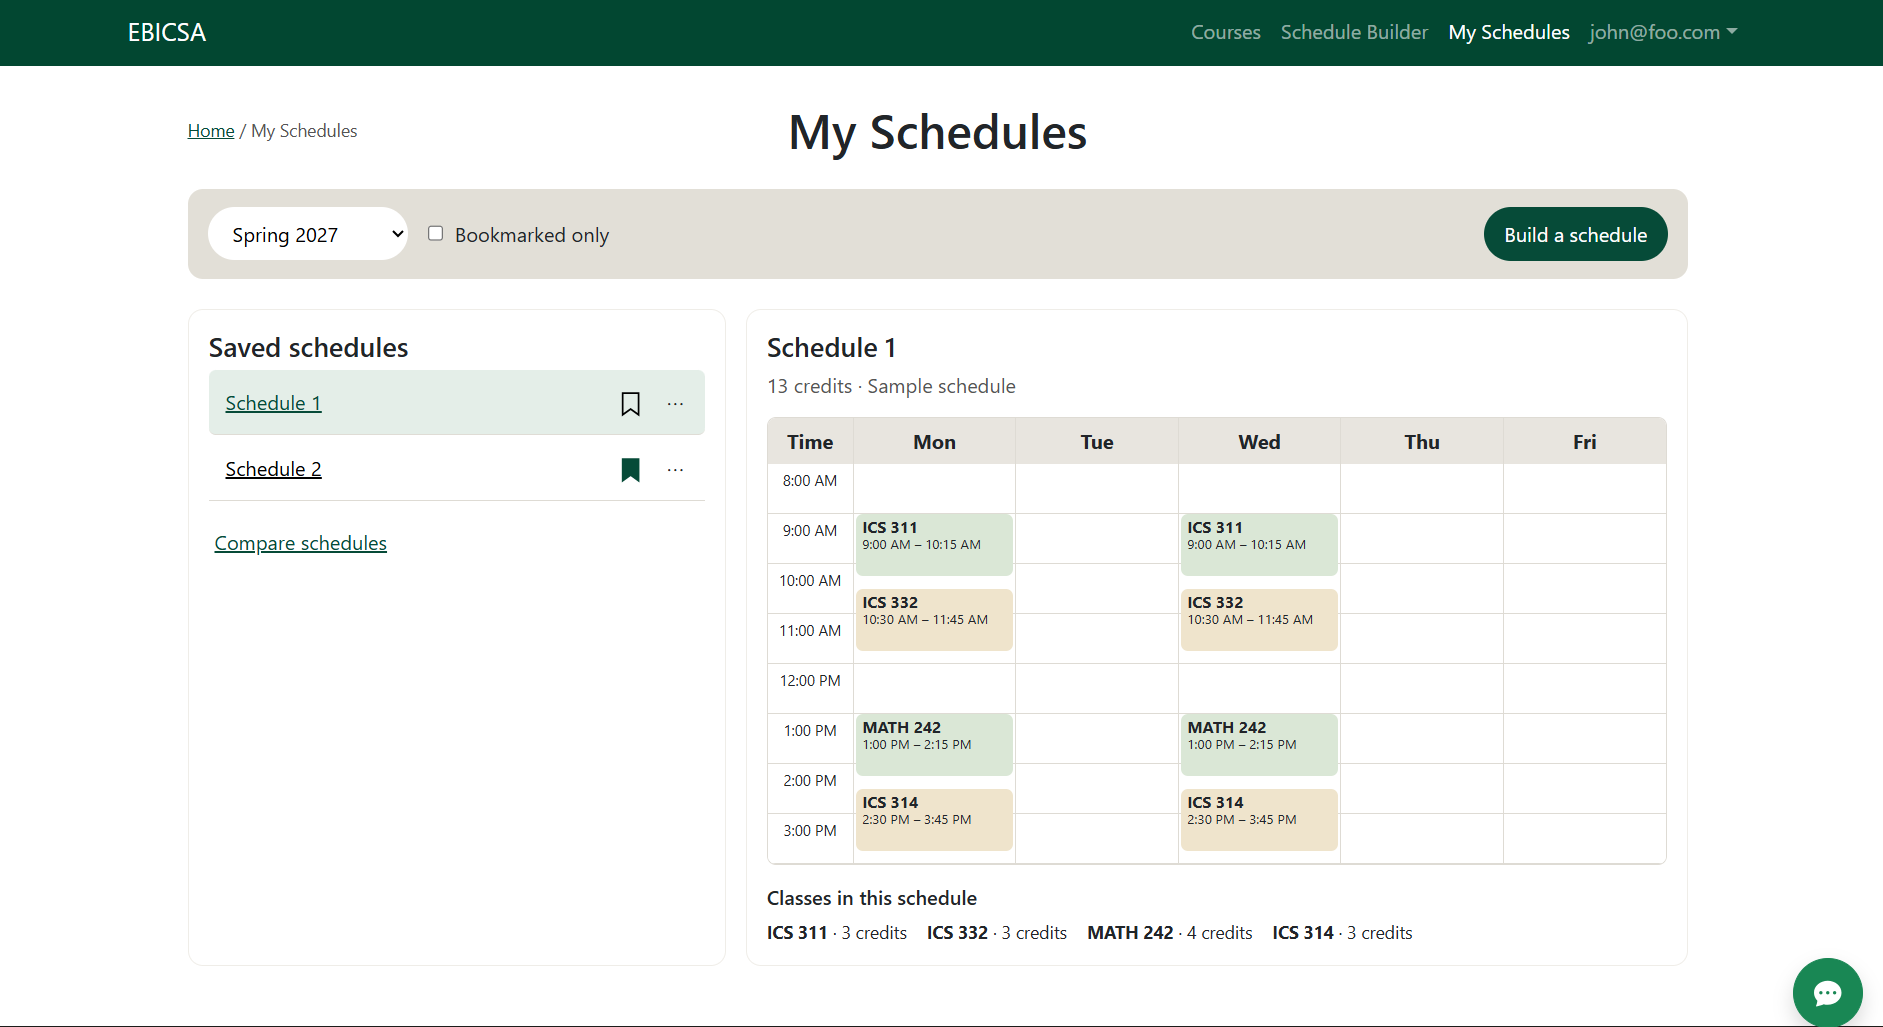 EBICSA
Courses Schedule Builder My Schedules john@foo.com
Home / My Schedules
My Schedules
Spring 2027
Bookmarked only
Build a schedule
Saved schedules
Schedule 1
...
Schedule 2
...
Compare schedules
Schedule 1
13 credits · Sample schedule
Time Mon Tue Wed Thu Fri
8:00 AM
9:00 AM
ICS 311
9:00 AM – 10:15 AM
ICS 311
9:00 AM – 10:15 AM
10:00 AM
ICS 332
10:30 AM – 11:45 AM
ICS 332
10:30 AM – 11:45 AM
11:00 AM
12:00 PM
1:00 PM
MATH 242
1:00 PM – 2:15 PM
MATH 242
1:00 PM – 2:15 PM
2:00 PM
ICS 314
2:30 PM – 3:45 PM
ICS 314
2:30 PM – 3:45 PM
3:00 PM
Classes in this schedule
ICS 311 · 3 credits ICS 332 · 3 credits MATH 242 · 4 credits ICS 314 · 3 credits